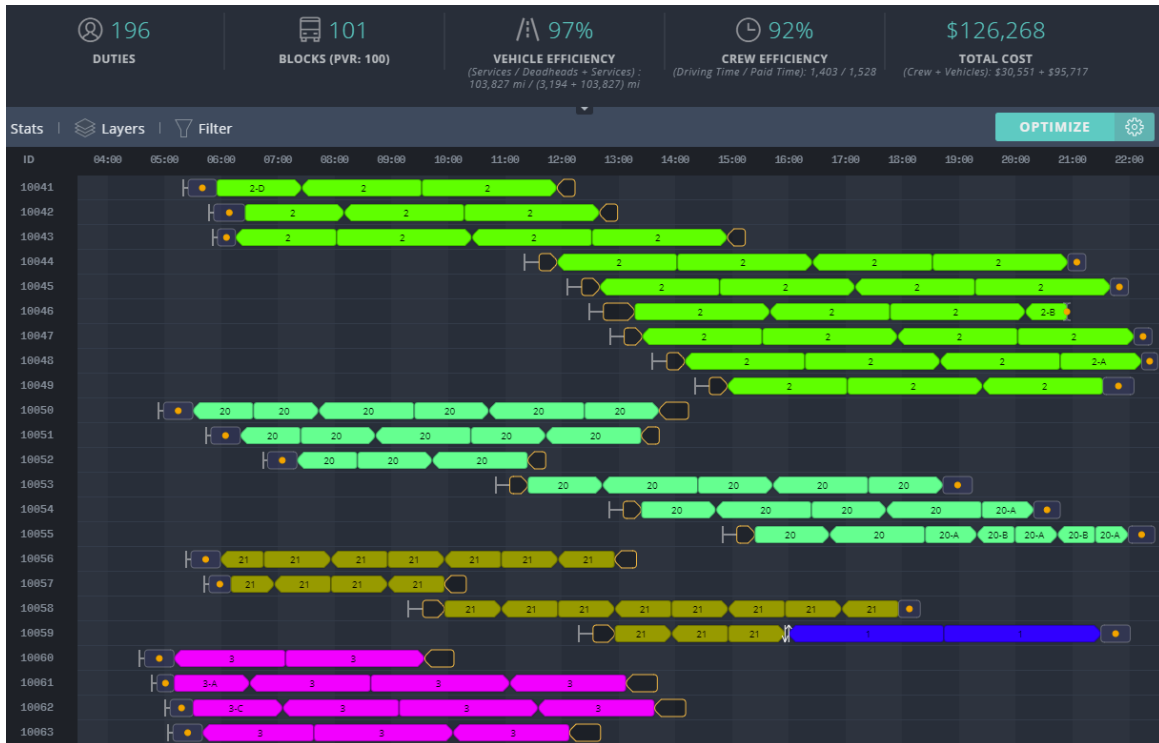 196 101 97% 92% $126,268
DUTIES BLOCKS (PVR: 100) VEHICLE EFFICIENCY CREW EFFICIENCY TOTAL COST
(Services / Deadheads + Services) : (Driving Time / Paid Time): 1,403 / 1,528 (Crew + Vehicles): $30,551 + $95,717
103,827 mi / (3,194 + 103,827) mi
Stats Layers Filter OPTIMIZE
ID 04:00 05:00 06:00 07:00 08:00 09:00 10:00 11:00 12:00 13:00 14:00 15:00 16:00 17:00 18:00 19:00 20:00 21:00 22:00
10041 2-D 2 2
10042 2 2 2
10043 2 2 2 2
10044 2 2 2 2
10045 2 2 2 2
10046 2 2 2 2-B
10047 2 2 2 2
10048 2 2 2 2-A
10049 2 2 2
10050 20 20 20 20 20 20
10051 20 20 20 20 20
10052 20 20 20
10053 20 20 20 20 20
10054 20 20 20 20 20-A
10055 20 20 20-A 20-B 20-A 20-B 20-A
10056 21 21 21 21 21 21 21
10057 21 21 21 21
10058 21 21 21 21 21 21 21 21
10059 21 21 21 1 1
10060 3 3
10061 3-A 3 3 3
10062 3-C 3 3 3
10063 3 3 3